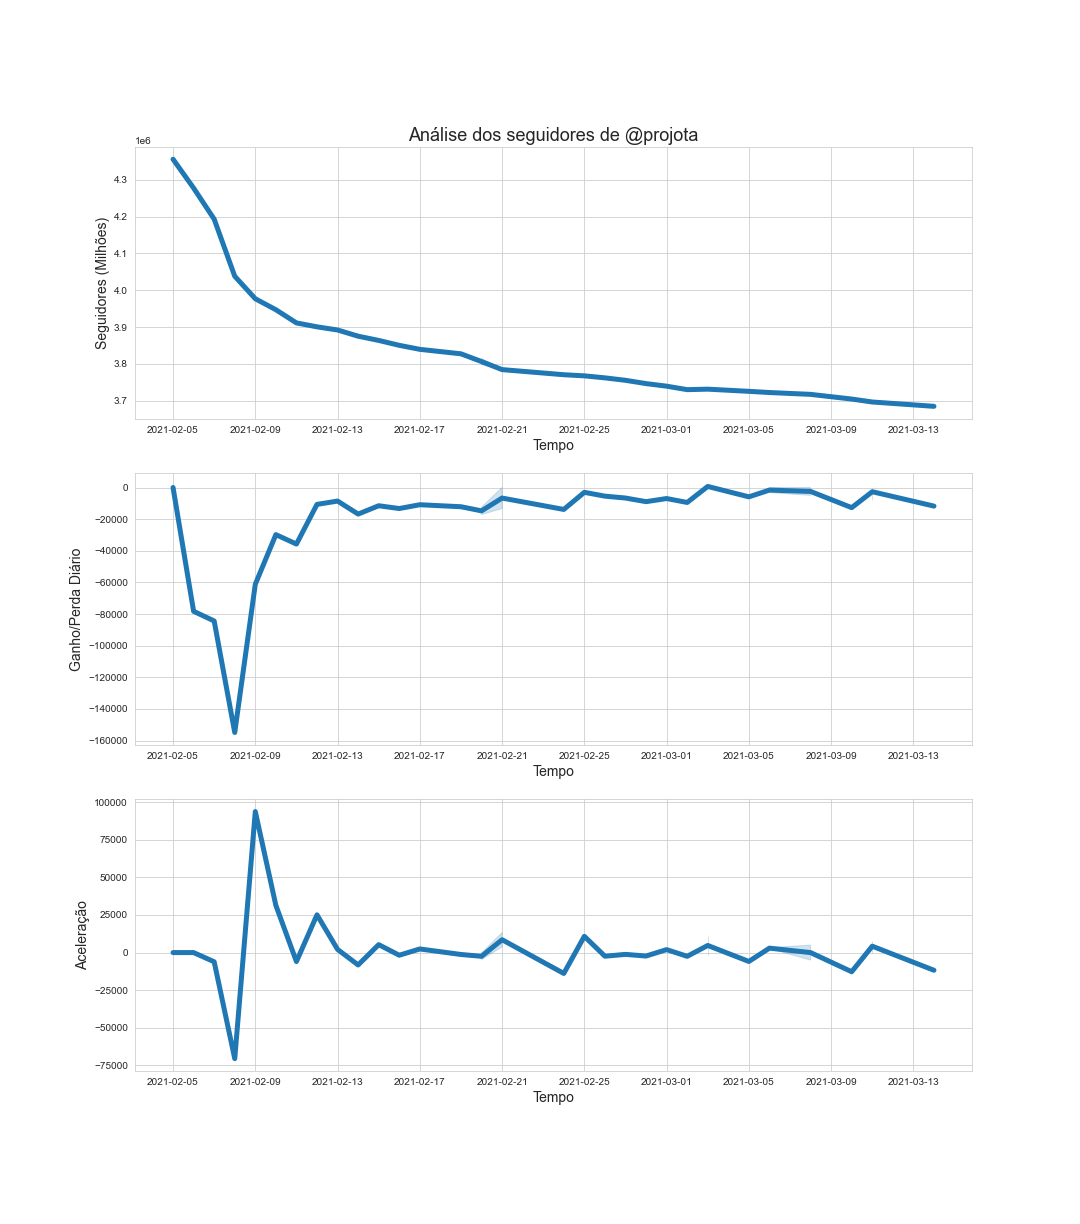 Análise dos seguidores de @projota
1e6
Seguidores (Milhões)
4.3
4.2
4.1
4.0
3.9
3.8
3.7
2021-02-05 2021-02-09 2021-02-13 2021-02-17 2021-02-21 2021-02-25 2021-03-01 2021-03-05 2021-03-09 2021-03-13
Tempo
Ganho/Perda Diário
0
−20000
−40000
−60000
−80000
−100000
−120000
−140000
−160000
2021-02-05 2021-02-09 2021-02-13 2021-02-17 2021-02-21 2021-02-25 2021-03-01 2021-03-05 2021-03-09 2021-03-13
Tempo
Aceleração
100000
75000
50000
25000
0
−25000
−50000
−75000
2021-02-05 2021-02-09 2021-02-13 2021-02-17 2021-02-21 2021-02-25 2021-03-01 2021-03-05 2021-03-09 2021-03-13
Tempo